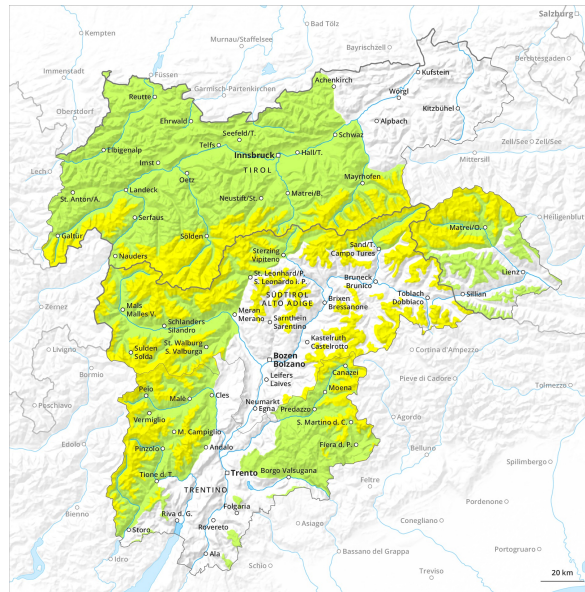 Salzburg
Kempten
Bad Tölz
Murnau/Staffelsee
Bayrischzell
Berchtesgaden
Immenstadt
Füssen
Kufstein
Garmisch-Partenkirchen
Achenkirch
Reutte
Wörgl
Oberstdorf
Kitzbühel
Ehrwald
Alpbach
Seefeld/T.
Schwaz
Telfs
Zell/See
Zell/See
Elbigenalp
Innsbruck
Hall/T.
Mittersill
Imst
Lech
TIROL
Oetz
Mayrhofen
Landeck
St. Anton/A.
Neustift/St.
Matrei/B.
Serfaus
Heiligenblut
Matrei/O.
Galtür
Sölden
Sand/T.
Campo Tures
Sterzing
Vipiteno
Nauders
Lienz
St. Leonhard/P.
S. Leonardo i. P.
Bruneck
Brunico
Toblach
Dobbiaco
Sillian
Zernez
SÜDTIROL
ALTO ADIGE
Brixen
Bressanone
Mals
Malles V.
Meran
Merano
Sarnthein
Sarentino
Schlanders
Silandro
Kastelruth
Castelrotto
Livigno
Sulden
Solda
St. Walburg
S. Valburga
Cortina d'Ampezzo
Bozen
Bolzano
Bormio
Canazei
Pieve di Cadore
Leifers
Laives
Tolmezzo
Peio
Moena
Cles
Malè
Neumarkt
Egna
Poschiavo
Predazzo
Agordo
Vermiglio
S. Martino d. C.
M. Campiglio
Edolo
Andalo
Fiera d. P.
Pinzolo
Belluno
Spilimbergo
Trento
Borgo Valsugana
Tione d. T.
Feltre
TRENTINO
Pordenone
Bienno
Folgaria
Riva d. G.
Conegliano
Storo
Rovereto
Asiago
Portogruaro
Bassano del Grappa
Ala
Idro
Schio
Treviso
20 km